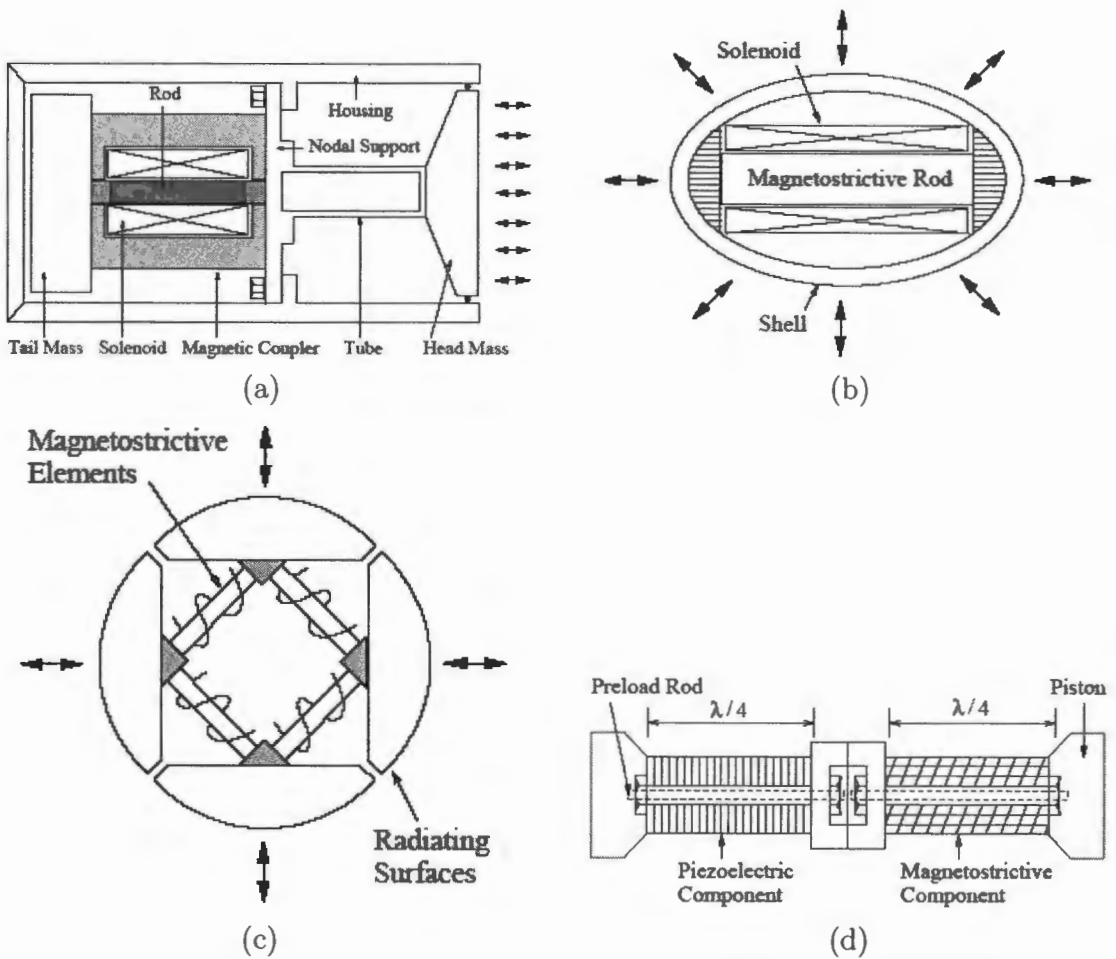 Rod
Housing
Nodal Support
Tail Mass Solenoid Magnetic Coupler Tube Head Mass
(a)
Solenoid
Magnetostrictive Rod
Shell
(b)
Magnetostrictive
Elements
Radiating
Surfaces
(c)
Preload Rod
λ/4
λ/4
Piston
Piezoelectric
Component
Magnetostrictive
Component
(d)